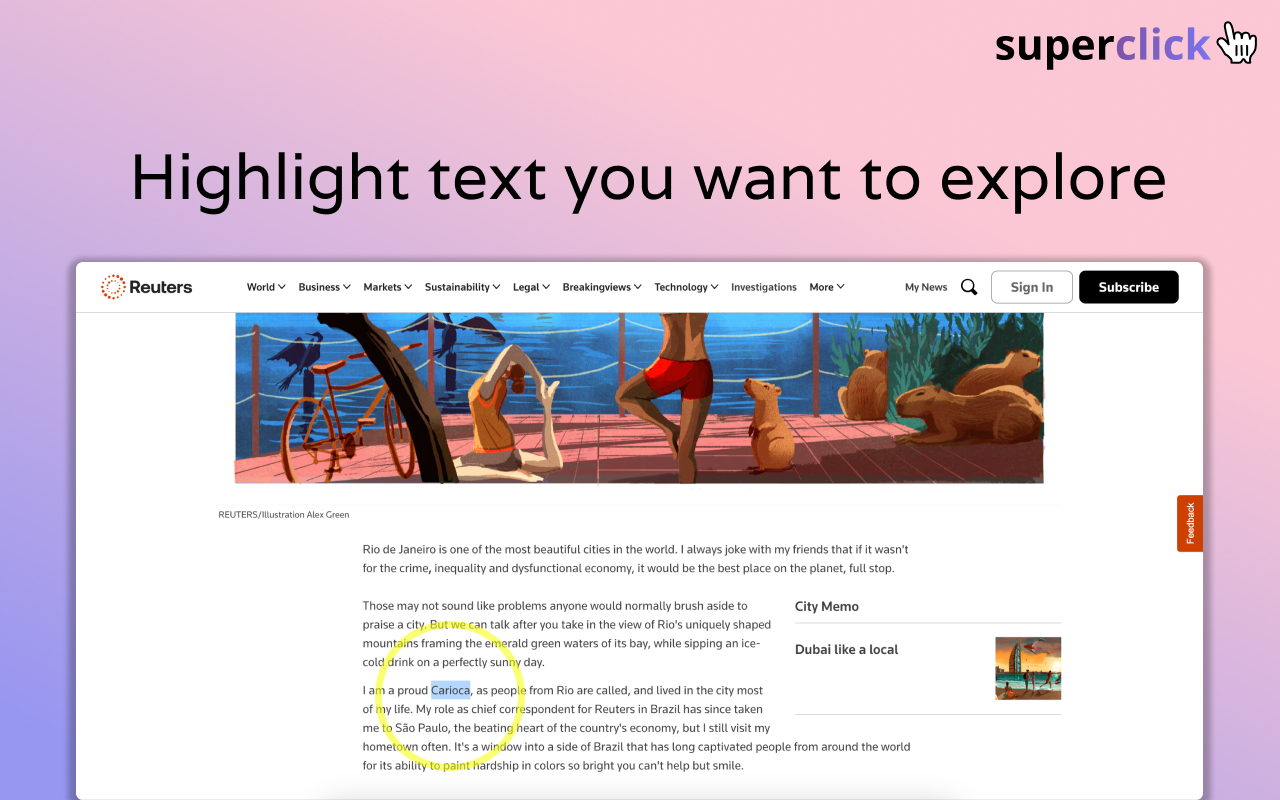 superclick
Highlight text you want to explore
Reuters
World Business Markets Sustainability Legal Breakingviews Technology Investigations More
My News
Sign In
Subscribe
REUTERS/Illustration Alex Green
Feedback
Rio de Janeiro is one of the most beautiful cities in the world. I always joke with my friends that if it wasn't
for the crime, inequality and dysfunctional economy, it would be the best place on the planet, full stop.
Those may not sound like problems anyone would normally brush aside to
praise a city. But we can talk after you take in the view of Rio's uniquely shaped
mountains framing the emerald green waters of its bay, while sipping an ice-
cold drink on a perfectly sunny day.
City Memo
Dubai like a local
I am a proud Carioca, as people from Rio are called, and lived in the city most
of my life. My role as chief correspondent for Reuters in Brazil has since taken
me to São Paulo, the beating heart of the country's economy, but I still visit my
hometown often. It's a window into a side of Brazil that has long captivated people from around the world
for its ability to paint hardship in colors so bright you can't help but smile.